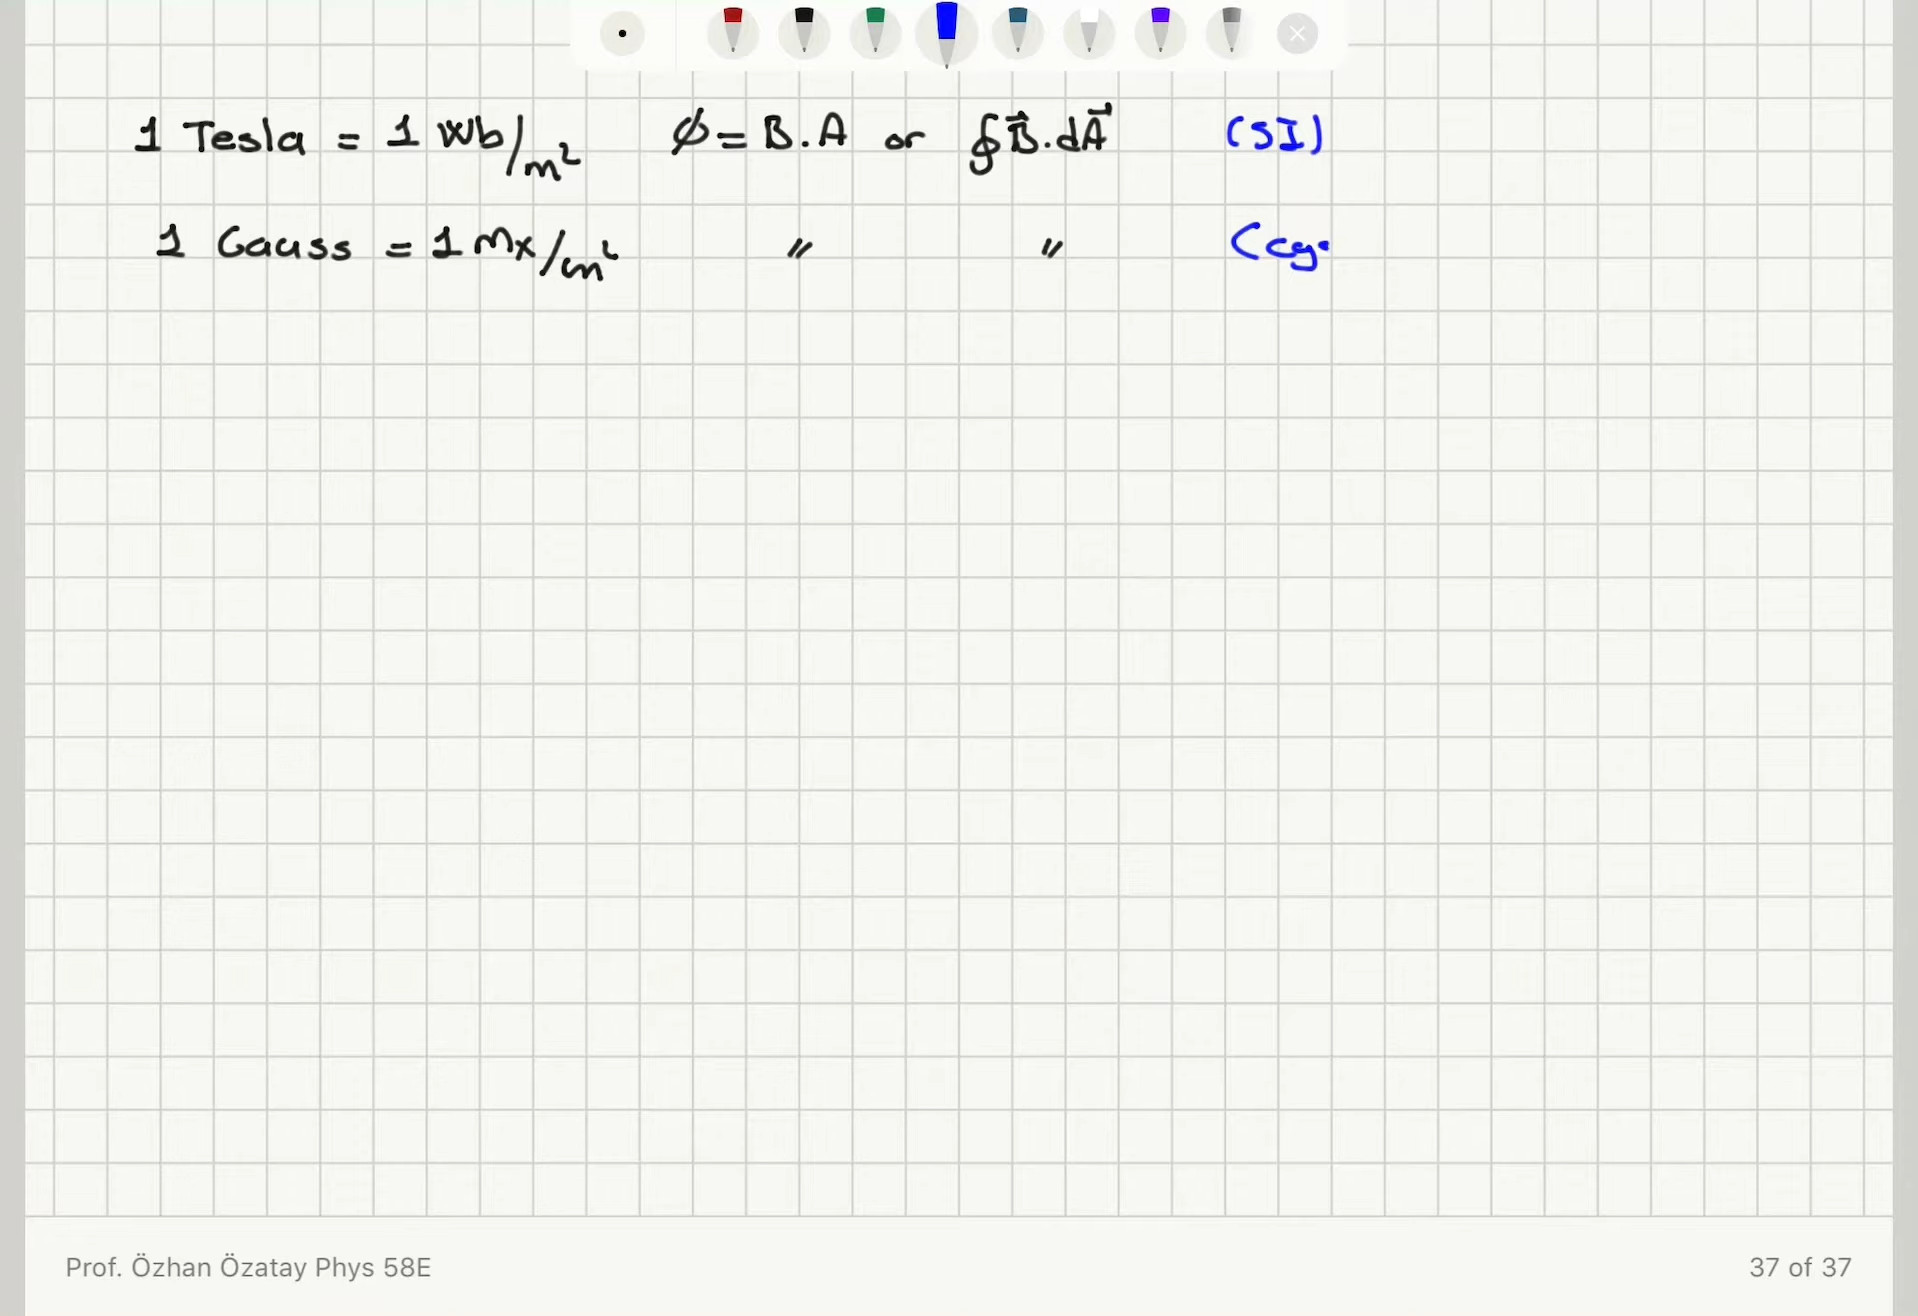 1 Tesla = 1 Wb/m² ϕ = B.A or ∮B⃗.dA⃗ (SI)
1 Gauss = 1 Mx/cm² " " (cg
Prof. Özhan Özatay Phys 58E
37 of 37